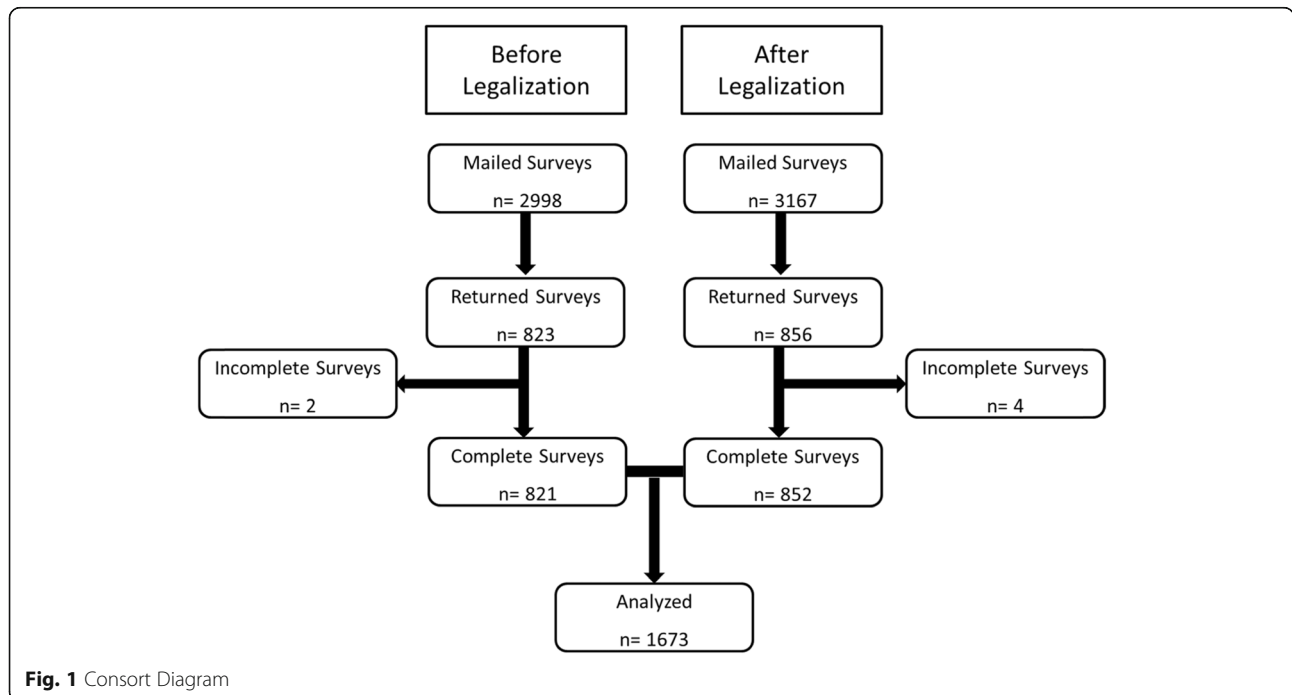 Before
Legalization
After
Legalization
Mailed Surveys
n= 2998
Mailed Surveys
n= 3167
Returned Surveys
n= 823
Returned Surveys
n= 856
Incomplete Surveys
n= 2
Incomplete Surveys
n= 4
Complete Surveys
n= 821
Complete Surveys
n= 852
Analyzed
n= 1673
Fig. 1 Consort Diagram